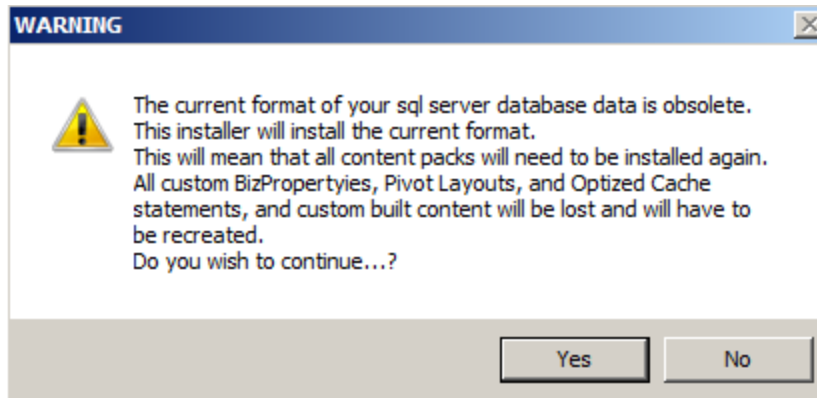 WARNING
The current format of your sql server database data is obsolete.
This installer will install the current format.
This will mean that all content packs will need to be installed again.
All custom BizPropertyies, Pivot Layouts, and Optized Cache
statements, and custom built content will be lost and will have to
be recreated.
Do you wish to continue...?
Yes
No